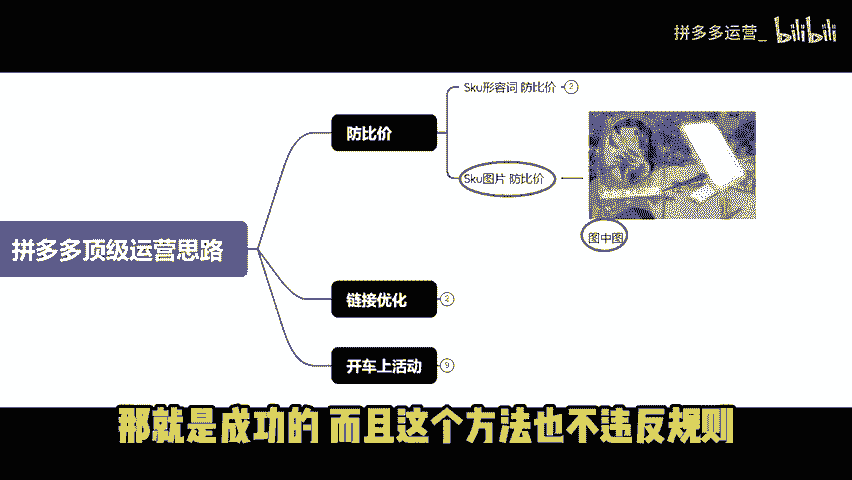 拼多多运营_ bilibili
Sku形容词 防比价 2
防比价
Sku图片 防比价
图中图
拼多多顶级运营思路
链接优化 2
开车上活动 9
那就是成功的 而且这个方法也不违反规则